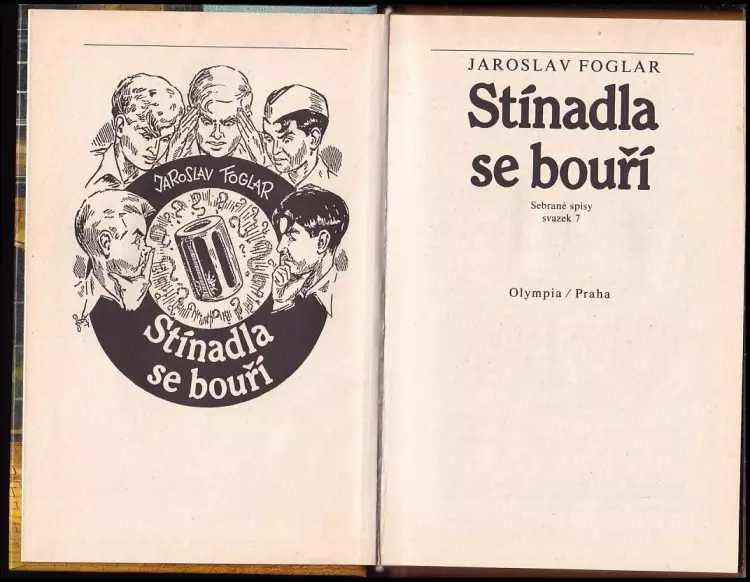 JAROSLAV FOGLAR
Stínadla
se bouří
JAROSLAV FOGLAR
Stínadla
se bouří
Sebrané spisy
svazek 7
Olympia / Praha